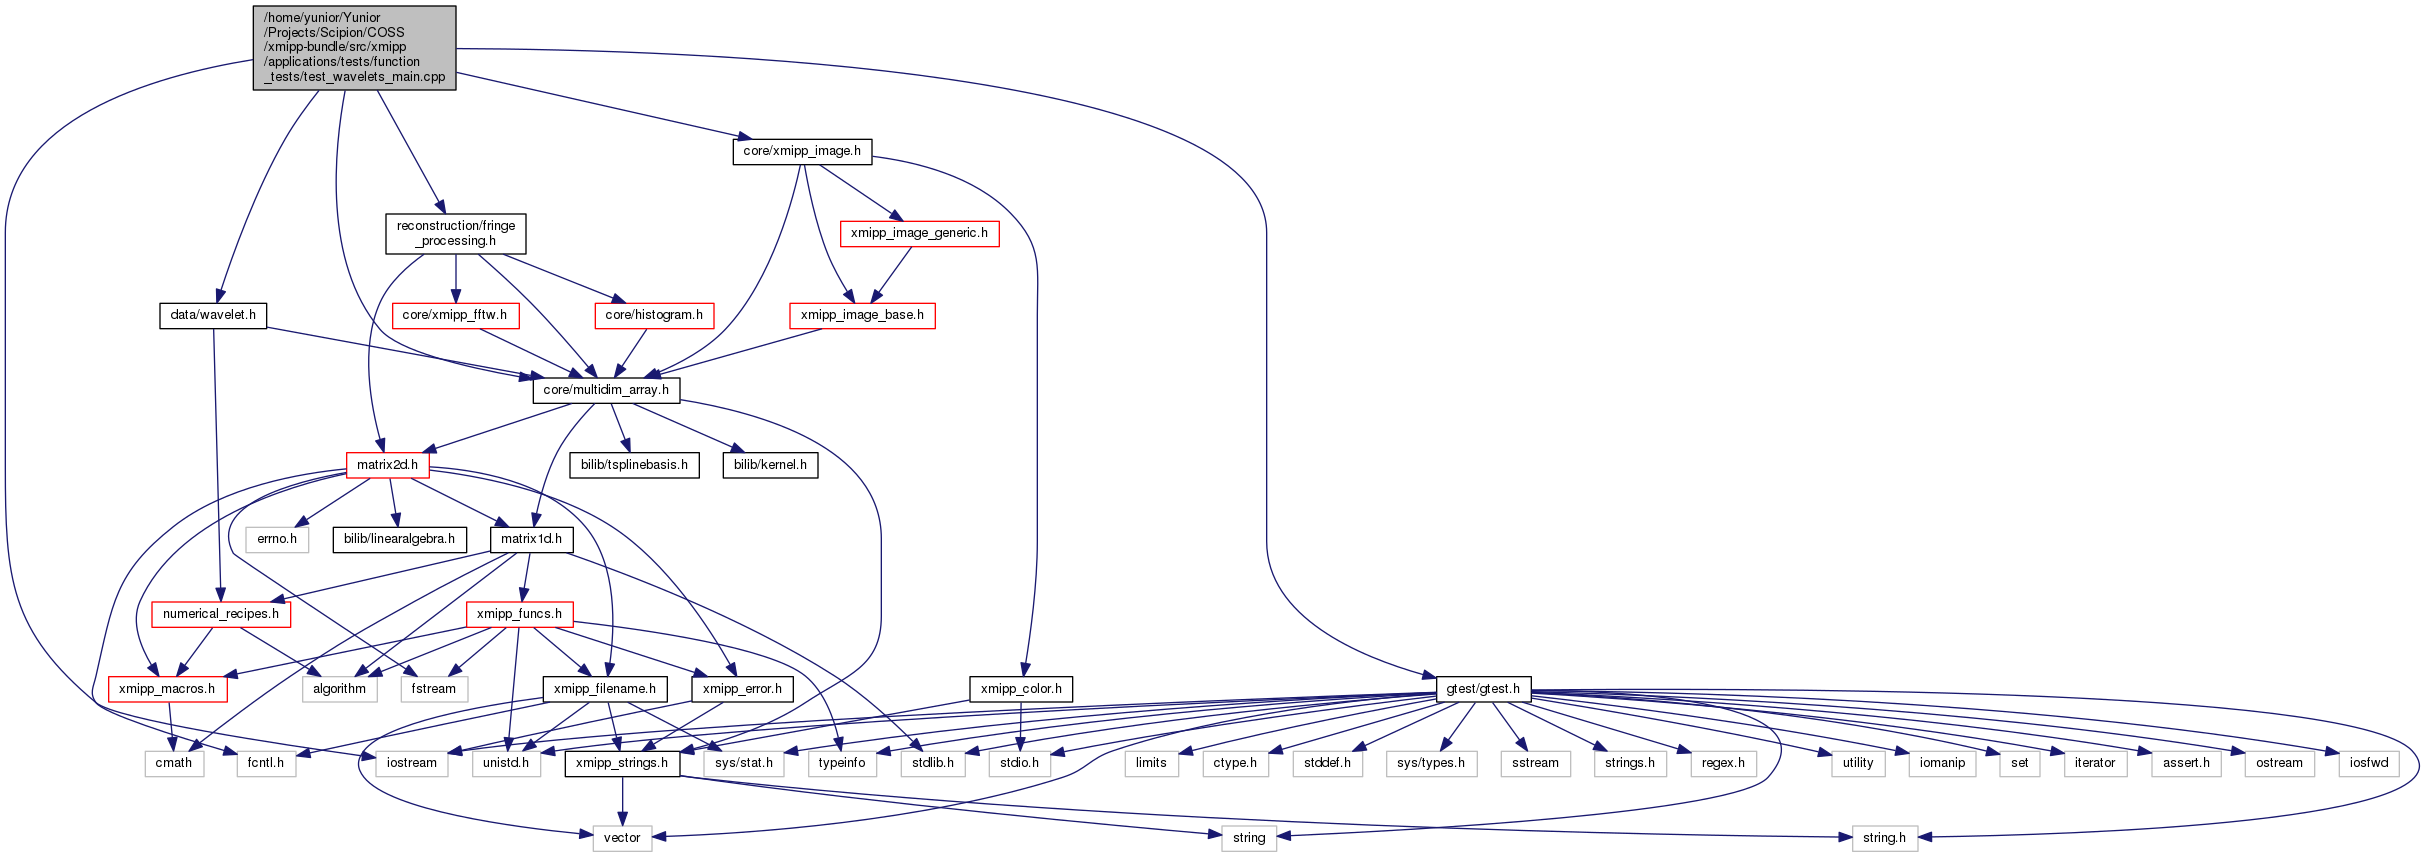 /home/yunior/Yunior
/Projects/Scipion/COSS
/xmipp-bundle/src/xmipp
/applications/tests/function
_tests/test_wavelets_main.cpp
core/xmipp_image.h
reconstruction/fringe
_processing.h
xmipp_image_generic.h
data/wavelet.h
core/xmipp_fftw.h
core/histogram.h
xmipp_image_base.h
core/multidim_array.h
matrix2d.h
bilib/tsplinebasis.h
bilib/kernel.h
errno.h
bilib/linearalgebra.h
matrix1d.h
numerical_recipes.h
xmipp_funcs.h
xmipp_macros.h
algorithm
fstream
xmipp_filename.h
xmipp_error.h
xmipp_color.h
gtest/gtest.h
cmath
fcntl.h
iostream
unistd.h
xmipp_strings.h
sys/stat.h
typeinfo
stdlib.h
stdio.h
limits
ctype.h
stddef.h
sys/types.h
sstream
strings.h
regex.h
utility
iomanip
set
iterator
assert.h
ostream
iosfwd
vector
string
string.h